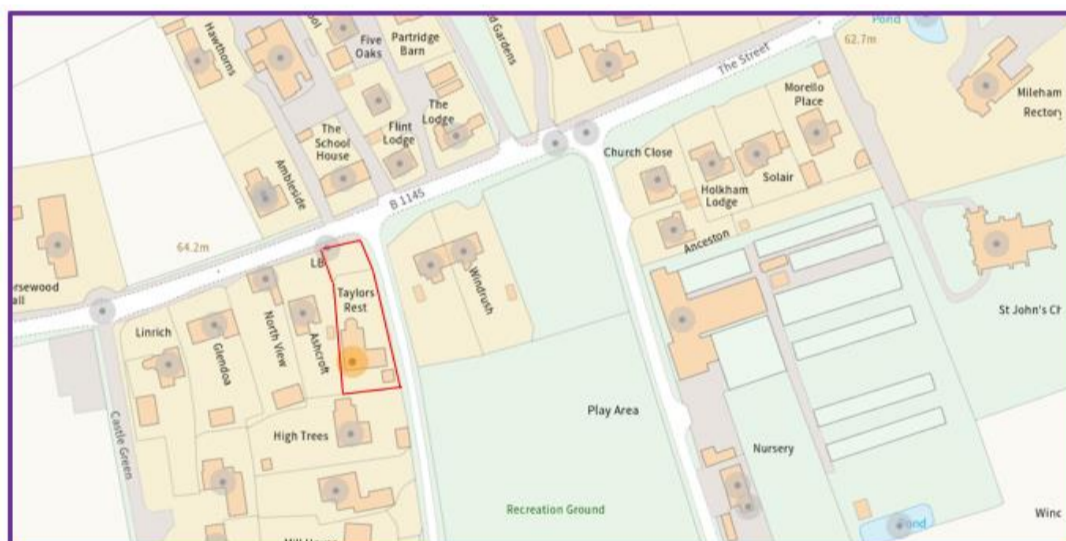 Hawthorns
Five
Oaks
Partridge
Barn
Gardens
The Street
62.7m
Pond
Morello
Place
Mileham
Rectory
The
School
House
Flint
Lodge
The
Lodge
Ambleside
B 1145
Church Close
Holkham
Lodge
Solair
Anceston
64.2m
LB
Taylors
Rest
Windrush
Linrich
Glendoa
North View
Ashcroft
St John's Ch
Castle Green
High Trees
Play Area
Nursery
Recreation Ground